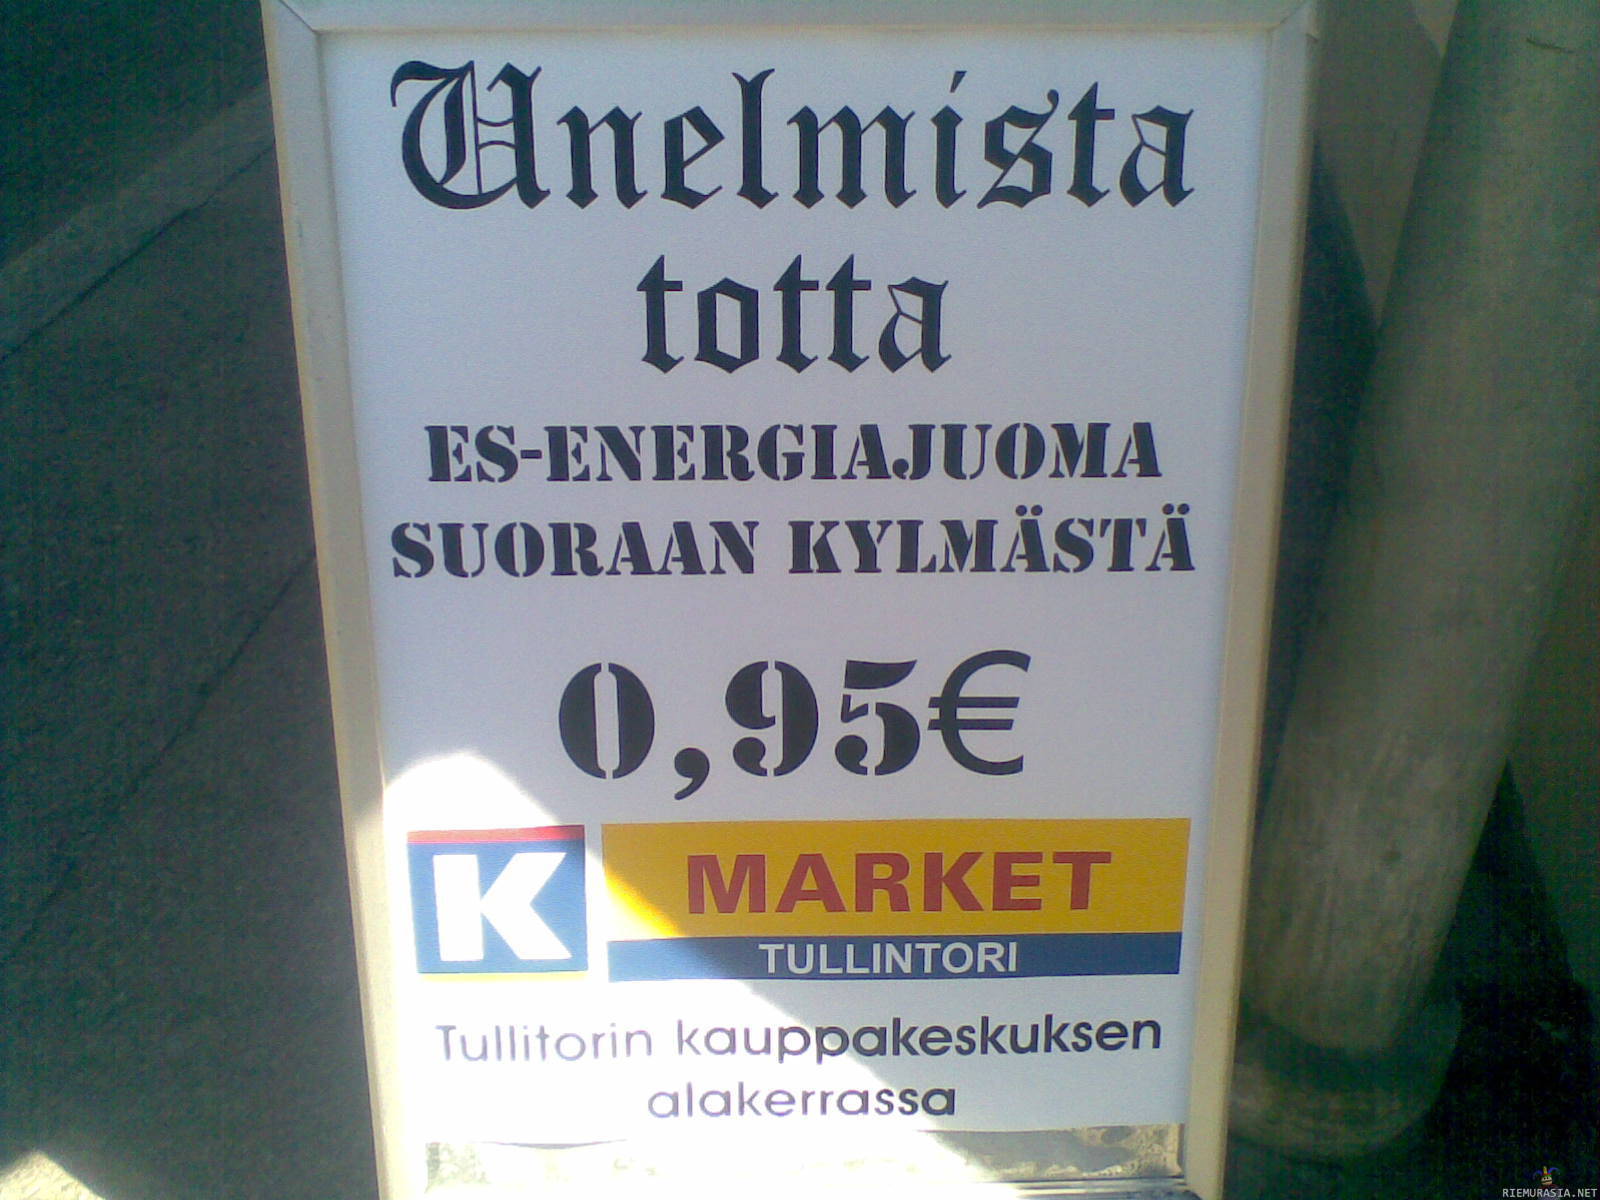 Unelmista
totta
ES-ENERGIAJUOMA
SUORAAN KYLMÄSTÄ
0,95€
K MARKET
TULLINTORI
Tullitorin kauppakeskuksen
alakerrassa
RIEMURASIA.NET